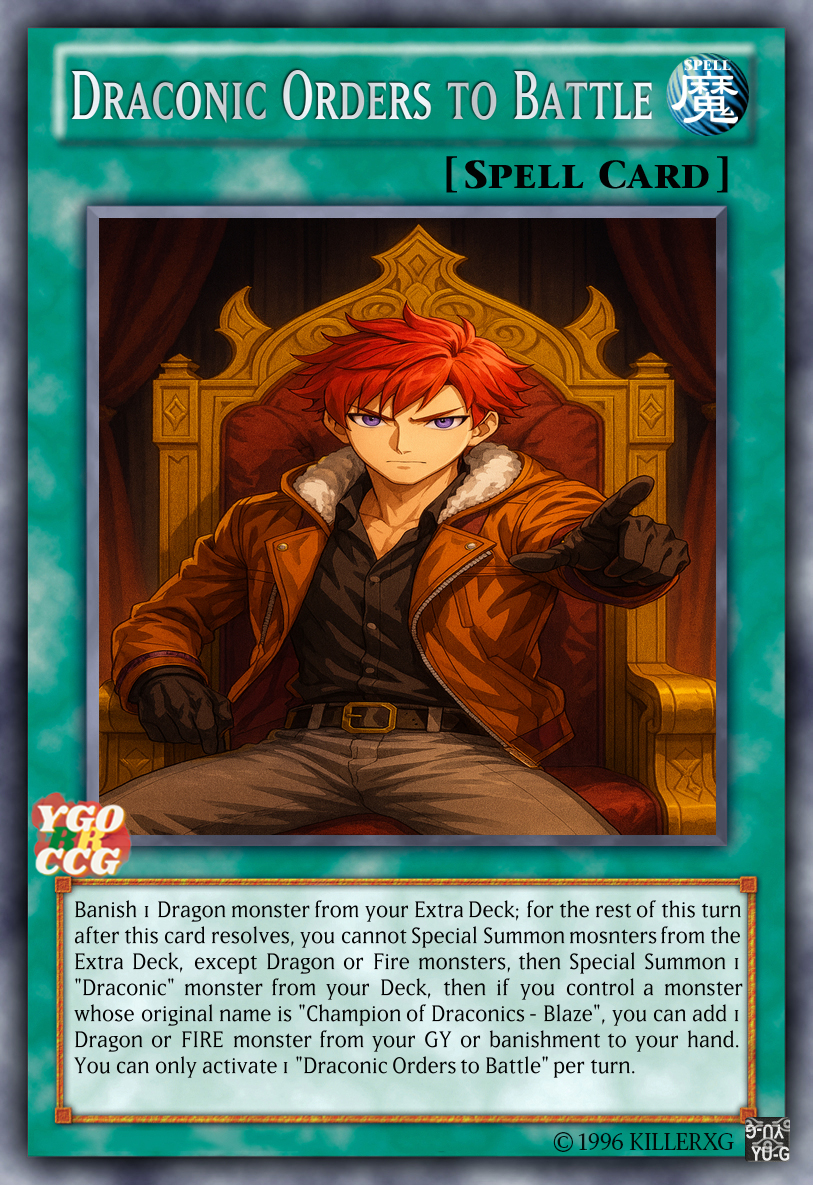 DRACONIC ORDERS TO BATTLE
SPELL
魔
[SPELL CARD]
YGO
BR
CCG
Banish 1 Dragon monster from your Extra Deck; for the rest of this turn
after this card resolves, you cannot Special Summon mosnters from the
Extra Deck, except Dragon or Fire monsters, then Special Summon 1
"Draconic" monster from your Deck, then if you control a monster
whose original name is "Champion of Draconics - Blaze", you can add 1
Dragon or FIRE monster from your GY or banishment to your hand.
You can only activate 1 "Draconic Orders to Battle" per turn.
© 1996 KILLERXG
YU-G